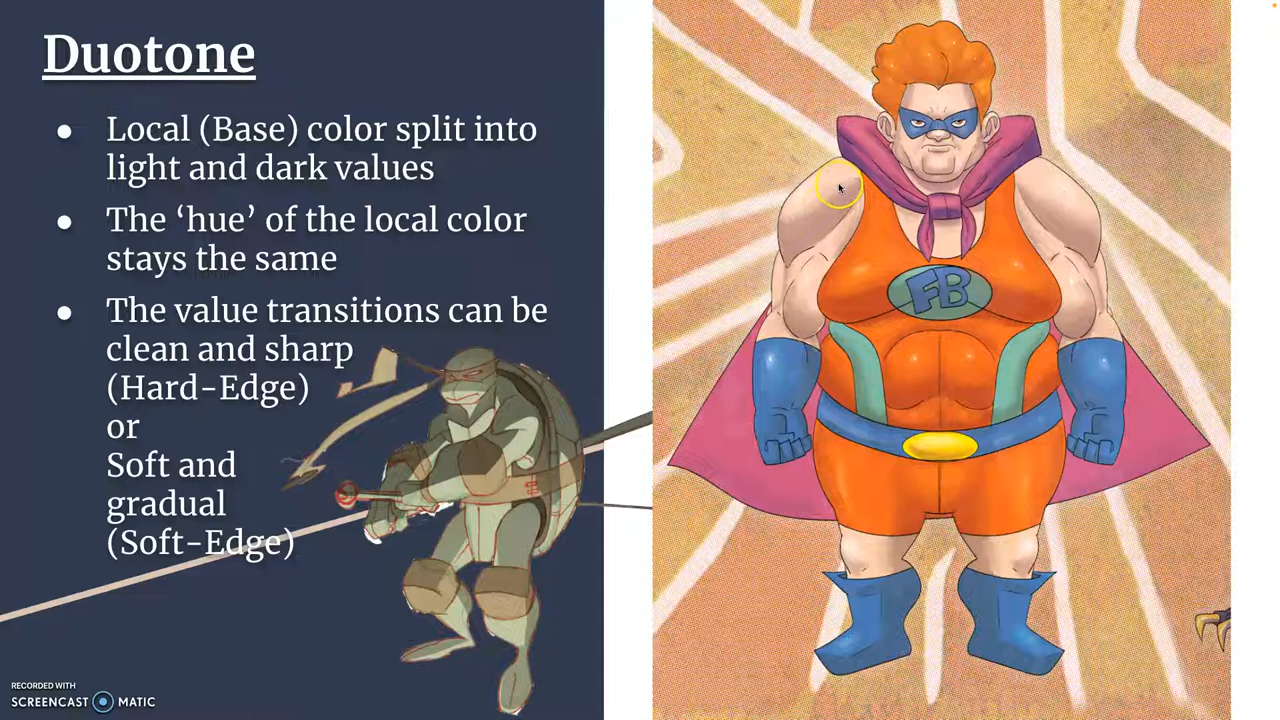 Duotone
● Local (Base) color split into
light and dark values
● The ‘hue’ of the local color
stays the same
● The value transitions can be
clean and sharp
(Hard-Edge)
or
Soft and
gradual
(Soft-Edge)
FB
RECORDED WITH
SCREENCAST MATIC